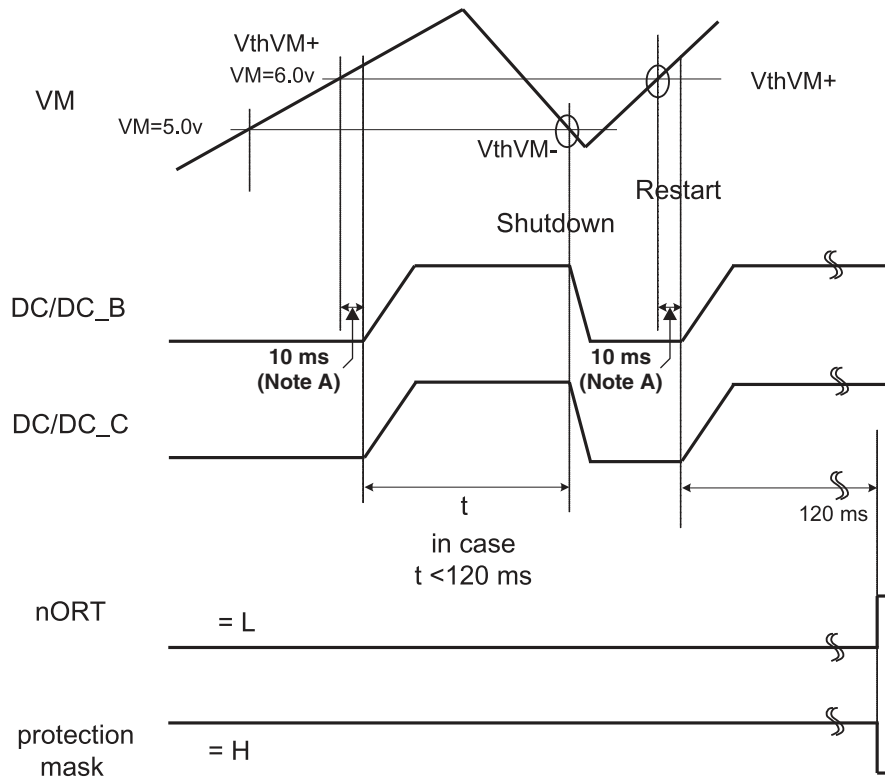 VthVM+
VM=6.0v
VM
VM=5.0v
VthVM+
VthVM-
Restart
Shutdown
DC/DC_B
10 ms
(Note A)
10 ms
(Note A)
DC/DC_C
t
120 ms
in case
t <120 ms
nORT
= L
protection
mask
= H